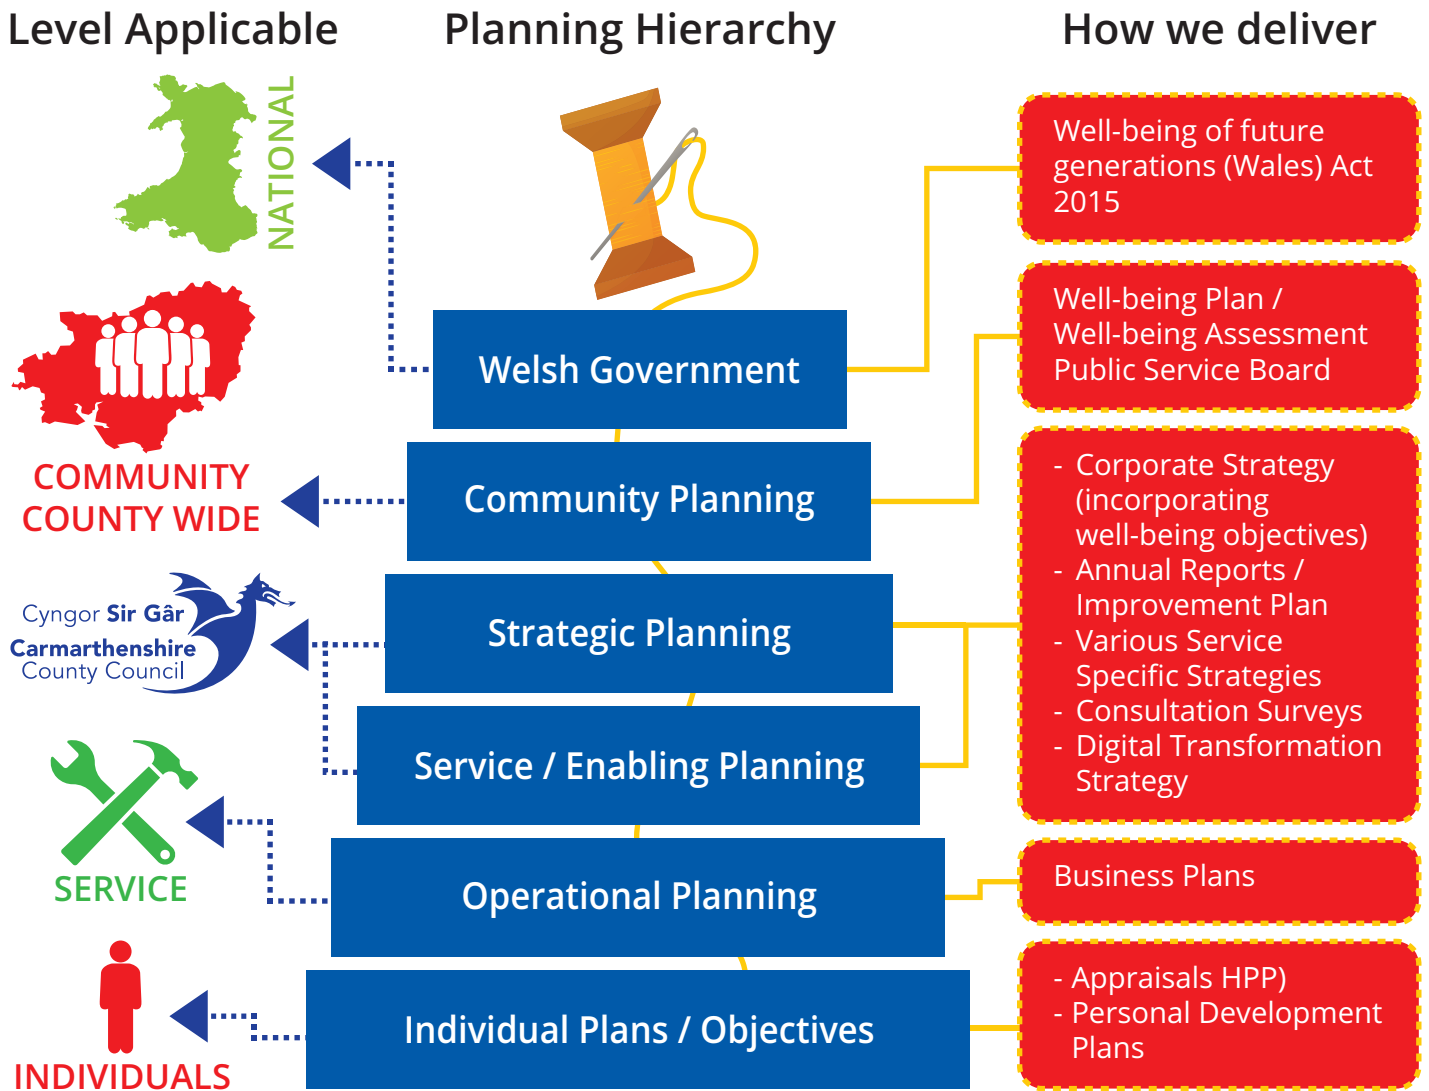 Level Applicable
Planning Hierarchy
How we deliver
NATIONAL
Well-being of future
generations (Wales) Act
2015
Welsh Government
Well-being Plan /
Well-being Assessment
Public Service Board
COMMUNITY
COUNTY WIDE
Community Planning
- Corporate Strategy
(incorporating
well-being objectives)
- Annual Reports /
Improvement Plan
- Various Service
Specific Strategies
- Consultation Surveys
- Digital Transformation
Strategy
Cyngor Sir Gâr
Carmarthenshire
County Council
Strategic Planning
Service / Enabling Planning
SERVICE
Operational Planning
Business Plans
INDIVIDUALS
Individual Plans / Objectives
- Appraisals HPP)
- Personal Development
Plans